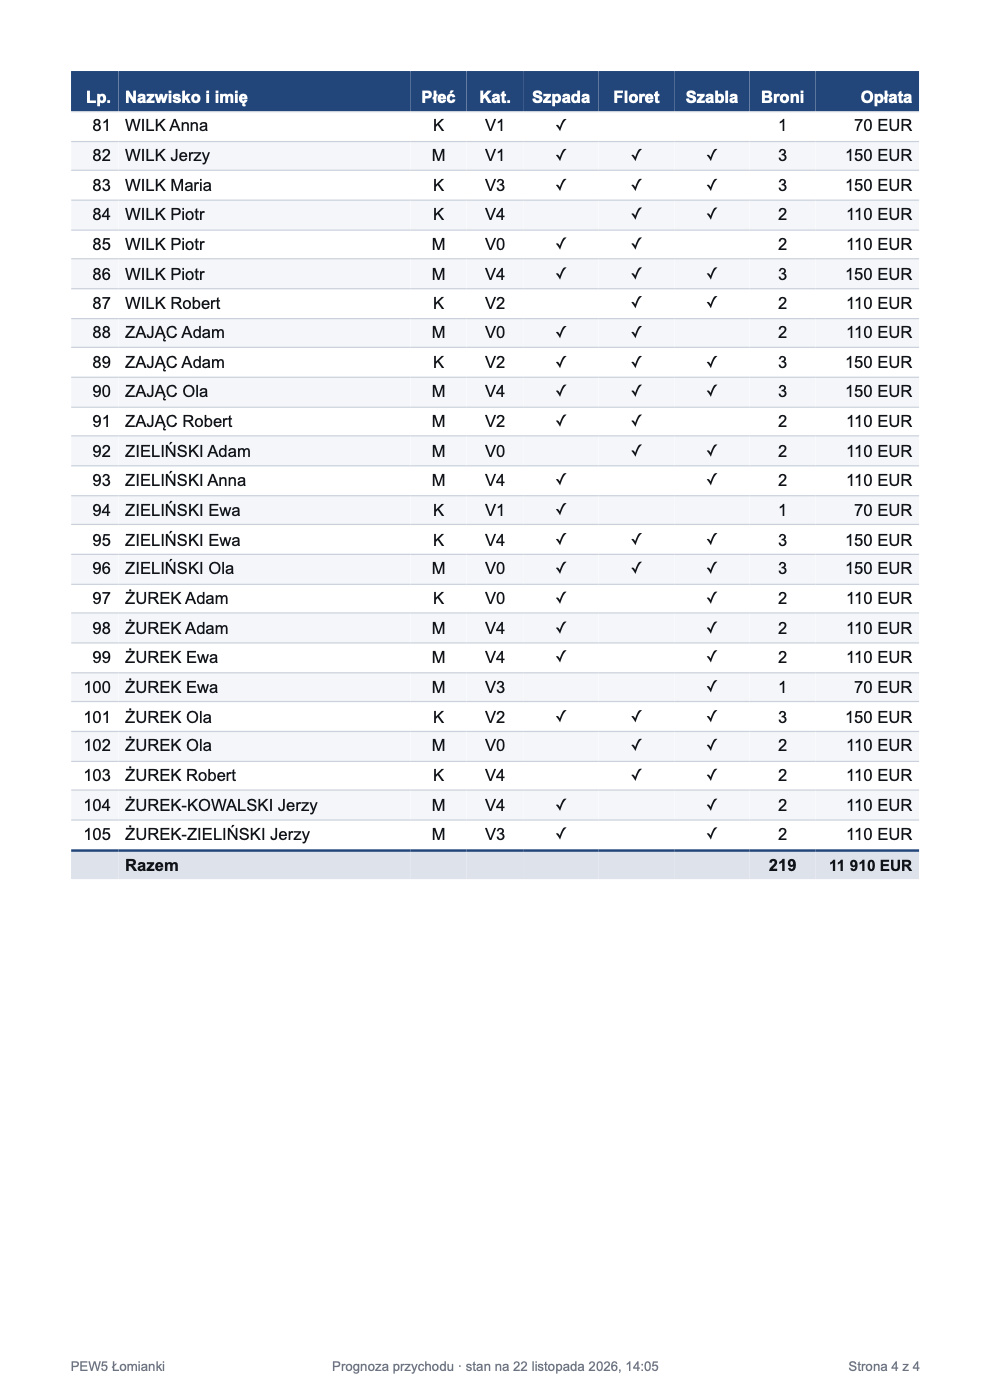 Lp. Nazwisko i imię Płeć Kat. Szpada Floret Szabla Broni Opłata
81 WILK Anna K V1 ✓ 1 70 EUR
82 WILK Jerzy M V1 ✓ ✓ ✓ 3 150 EUR
83 WILK Maria K V3 ✓ ✓ ✓ 3 150 EUR
84 WILK Piotr K V4 ✓ ✓ 2 110 EUR
85 WILK Piotr M V0 ✓ ✓ 2 110 EUR
86 WILK Piotr M V4 ✓ ✓ ✓ 3 150 EUR
87 WILK Robert K V2 ✓ ✓ 2 110 EUR
88 ZAJĄC Adam M V0 ✓ ✓ 2 110 EUR
89 ZAJĄC Adam K V2 ✓ ✓ ✓ 3 150 EUR
90 ZAJĄC Ola M V4 ✓ ✓ ✓ 3 150 EUR
91 ZAJĄC Robert M V2 ✓ ✓ 2 110 EUR
92 ZIELIŃSKI Adam M V0 ✓ ✓ 2 110 EUR
93 ZIELIŃSKI Anna M V4 ✓ ✓ 2 110 EUR
94 ZIELIŃSKI Ewa K V1 ✓ 1 70 EUR
95 ZIELIŃSKI Ewa K V4 ✓ ✓ ✓ 3 150 EUR
96 ZIELIŃSKI Ola M V0 ✓ ✓ ✓ 3 150 EUR
97 ŻUREK Adam K V0 ✓ ✓ 2 110 EUR
98 ŻUREK Adam M V4 ✓ ✓ 2 110 EUR
99 ŻUREK Ewa M V4 ✓ ✓ 2 110 EUR
100 ŻUREK Ewa M V3 ✓ 1 70 EUR
101 ŻUREK Ola K V2 ✓ ✓ ✓ 3 150 EUR
102 ŻUREK Ola M V0 ✓ ✓ 2 110 EUR
103 ŻUREK Robert K V4 ✓ ✓ 2 110 EUR
104 ŻUREK-KOWALSKI Jerzy M V4 ✓ ✓ 2 110 EUR
105 ŻUREK-ZIELIŃSKI Jerzy M V3 ✓ ✓ 2 110 EUR
Razem 219 11 910 EUR
PEW5 Łomianki Prognoza przychodu · stan na 22 listopada 2026, 14:05 Strona 4 z 4